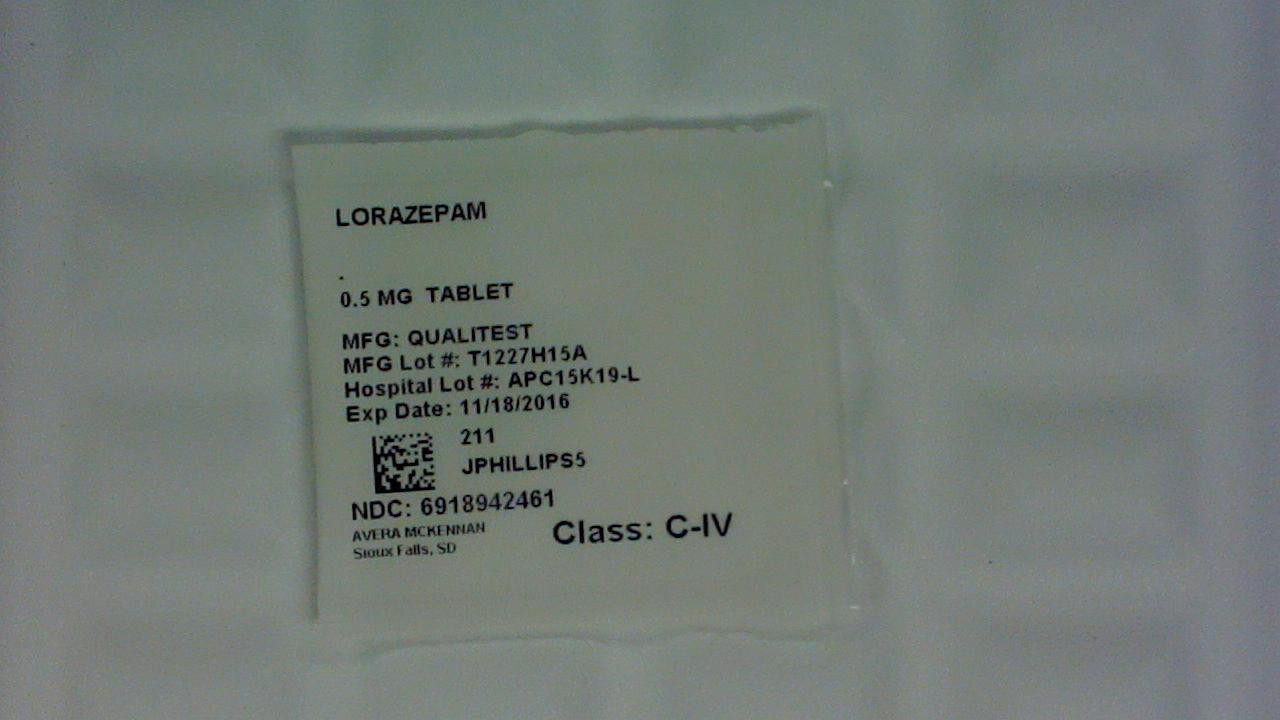 LORAZEPAM
.
0.5 MG TABLET
MFG: QUALITEST
MFG Lot #: T1227H15A
Hospital Lot #: APC15K19-L
Exp Date: 11/18/2016
211
JPHILLIPS5
NDC: 6918942461
AVERA MCKENNAN
Sioux Falls, SD
Class: C-IV